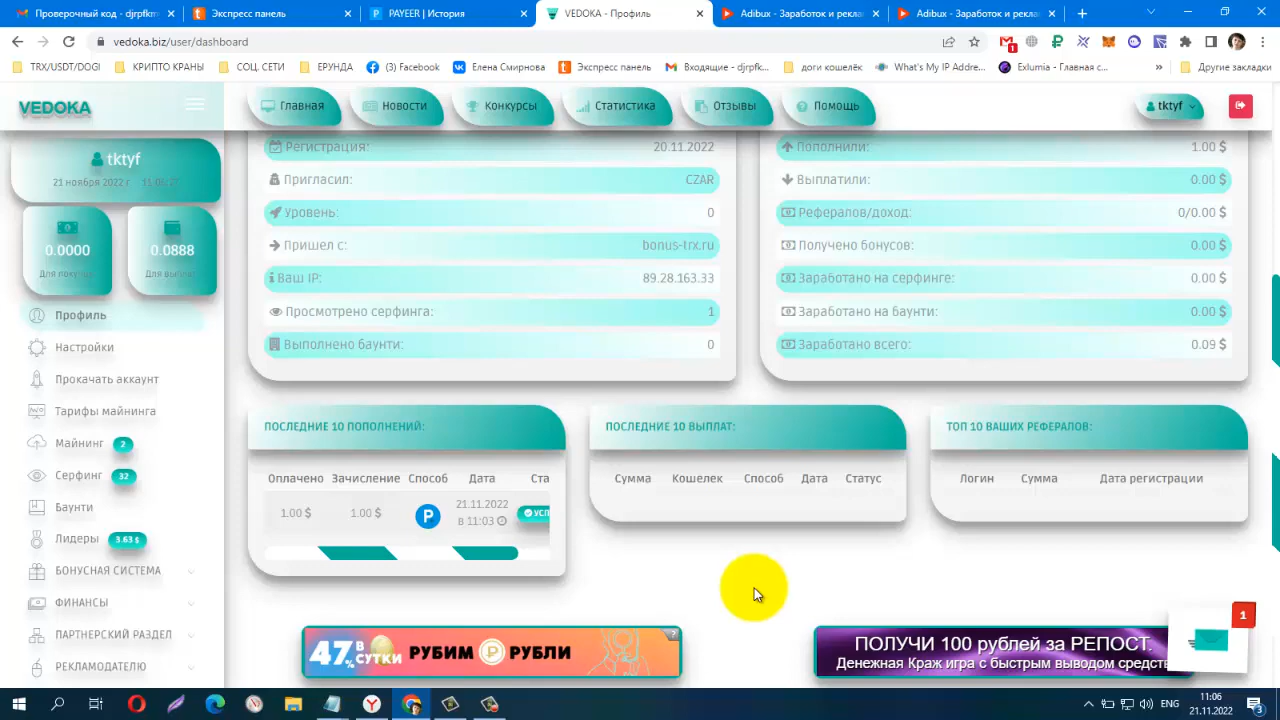 Проверочный код - djrpfkm
Экспресс панель
PAYEER | История
VEDOKA - Профиль
Adibux - Заработок и рекла
Adibux - Заработок и рекла
vedoka.biz/user/dashboard
TRX/USDT/DOGI
КРИПТО КРАНЫ
СОЦ. СЕТИ
ЕРУНДА
(3) Facebook
Елена Смирнова
Экспресс панель
Входящие - djrpfk...
доги кошелёк
What's My IP Addre...
Exlumia - Главная с...
»
Другие закладки
VEDOKA
Главная
Новости
Конкурсы
Статистика
Отзывы
Помощь
tktyf
tktyf
21 ноября 2022 г.
0.0000
Для покупок
0.0888
Для выплат
Профиль
Настройки
Прокачать аккаунт
Тарифы майнинга
Майнинг 2
Серфинг 32
Баунти
Лидеры 3.63 $
БОНУСНАЯ СИСТЕМА
ФИНАНСЫ
ПАРТНЕРСКИЙ РАЗДЕЛ
РЕКЛАМОДАТЕЛЮ
Регистрация: 20.11.2022
Пригласил: CZAR
Уровень: 0
Пришел с: bonus-trx.ru
Ваш IP: 89.28.163.33
Просмотрено серфинга: 1
Выполнено баунти: 0
Пополнили: 1.00 $
Выплатили: 0.00 $
Рефералов/доход: 0/0.00 $
Получено бонусов: 0.00 $
Заработано на серфинге: 0.00 $
Заработано на баунти: 0.00 $
Заработано всего: 0.09 $
ПОСЛЕДНИЕ 10 ПОПОЛНЕНИЙ:
Оплачено Зачисление Способ Дата Ста
1.00 $ 1.00 $ P 21.11.2022 в 11:03 УСП
ПОСЛЕДНИЕ 10 ВЫПЛАТ:
Сумма Кошелек Способ Дата Статус
ТОП 10 ВАШИХ РЕФЕРАЛОВ:
Логин Сумма Дата регистрации
47% В СУТКИ РУБИМ РУБЛИ
?
ПОЛУЧИ 100 рублей за РЕПОСТ.
Денежная Краж игра с быстрым выводом средств
1
ENG
11:06
21.11.2022
3